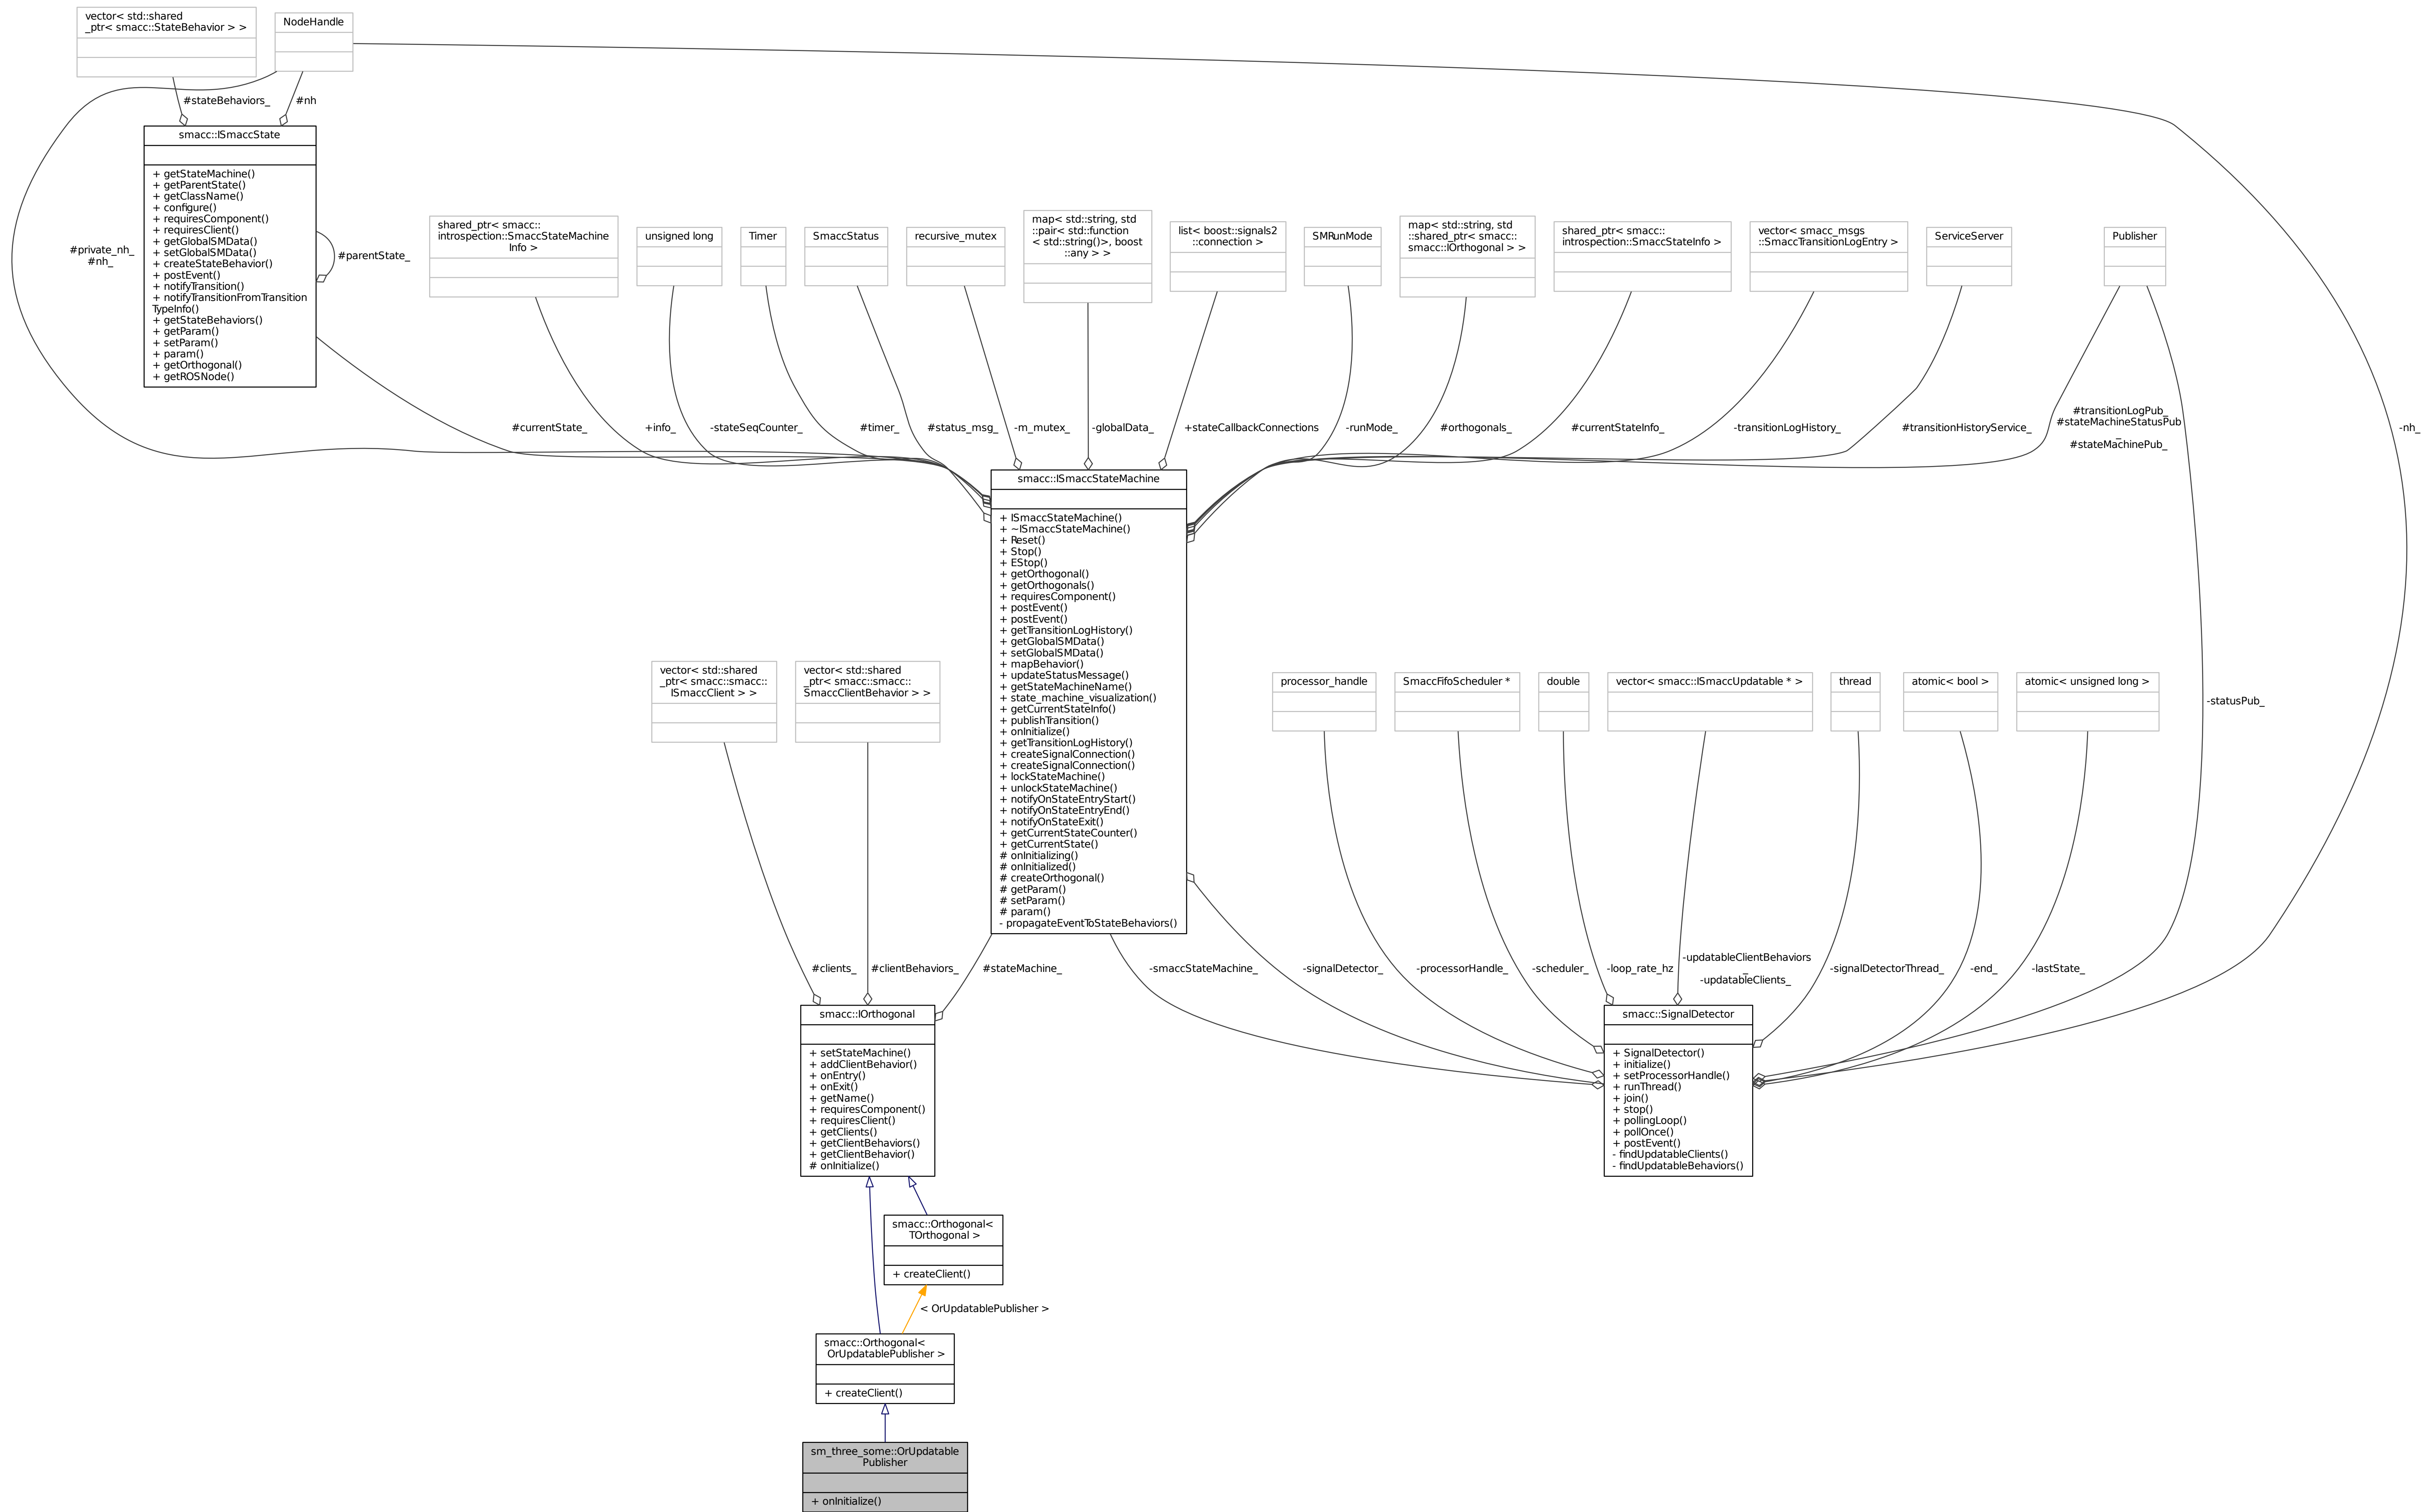 vector< std::shared
_ptr< smacc::StateBehavior > >
NodeHandle
#stateBehaviors_
#nh
smacc::ISmaccState
+ getStateMachine()
+ getParentState()
+ getClassName()
+ configure()
+ requiresComponent()
+ requiresClient()
+ getGlobalSMData()
+ setGlobalSMData()
+ createStateBehavior()
+ postEvent()
+ notifyTransition()
+ notifyTransitionFromTransition
TypeInfo()
+ getStateBehaviors()
+ getParam()
+ setParam()
+ param()
+ getOrthogonal()
+ getROSNode()
#private_nh_
#nh_
#parentState_
shared_ptr< smacc::
introspection::SmaccStateMachine
Info >
unsigned long
Timer
SmaccStatus
recursive_mutex
map< std::string, std
::pair< std::function
< std::string()>, boost
::any > >
list< boost::signals2
::connection >
SMRunMode
map< std::string, std
::shared_ptr< smacc::
smacc::IOrthogonal > >
shared_ptr< smacc::
introspection::SmaccStateInfo >
vector< smacc_msgs
::SmaccTransitionLogEntry >
ServiceServer
Publisher
#currentState_
+info_
-stateSeqCounter_
#timer_
#status_msg_
-m_mutex_
-globalData_
+stateCallbackConnections
-runMode_
#orthogonals_
#currentStateInfo_
-transitionLogHistory_
#transitionHistoryService_
#transitionLogPub_
#stateMachineStatusPub
_
#stateMachinePub_
-nh_
smacc::ISmaccStateMachine
+ ISmaccStateMachine()
+ ~ISmaccStateMachine()
+ Reset()
+ Stop()
+ EStop()
+ getOrthogonal()
+ getOrthogonals()
+ requiresComponent()
+ postEvent()
+ postEvent()
+ getTransitionLogHistory()
+ getGlobalSMData()
+ setGlobalSMData()
+ mapBehavior()
+ updateStatusMessage()
+ getStateMachineName()
+ state_machine_visualization()
+ getCurrentStateInfo()
+ publishTransition()
+ onInitialize()
+ getTransitionLogHistory()
+ createSignalConnection()
+ createSignalConnection()
+ lockStateMachine()
+ unlockStateMachine()
+ notifyOnStateEntryStart()
+ notifyOnStateEntryEnd()
+ notifyOnStateExit()
+ getCurrentStateCounter()
+ getCurrentState()
# onInitializing()
# onInitialized()
# createOrthogonal()
# getParam()
# setParam()
# param()
- propagateEventToStateBehaviors()
vector< std::shared
_ptr< smacc::smacc::
ISmaccClient > >
vector< std::shared
_ptr< smacc::smacc::
SmaccClientBehavior > >
processor_handle
SmaccFifoScheduler *
double
vector< smacc::ISmaccUpdatable * >
thread
atomic< bool >
atomic< unsigned long >
-statusPub_
#clients_
#clientBehaviors_
#stateMachine_
-smaccStateMachine_
-signalDetector_
-processorHandle_
-scheduler_
-loop_rate_hz
-updatableClientBehaviors
_
-updatableClients_
-signalDetectorThread_
-end_
-lastState_
smacc::IOrthogonal
+ setStateMachine()
+ addClientBehavior()
+ onEntry()
+ onExit()
+ getName()
+ requiresComponent()
+ requiresClient()
+ getClients()
+ getClientBehaviors()
+ getClientBehavior()
# onInitialize()
smacc::SignalDetector
+ SignalDetector()
+ initialize()
+ setProcessorHandle()
+ runThread()
+ join()
+ stop()
+ pollingLoop()
+ pollOnce()
+ postEvent()
- findUpdatableClients()
- findUpdatableBehaviors()
smacc::Orthogonal<
TOrthogonal >
+ createClient()
< OrUpdatablePublisher >
smacc::Orthogonal<
OrUpdatablePublisher >
+ createClient()
sm_three_some::OrUpdatable
Publisher
+ onInitialize()